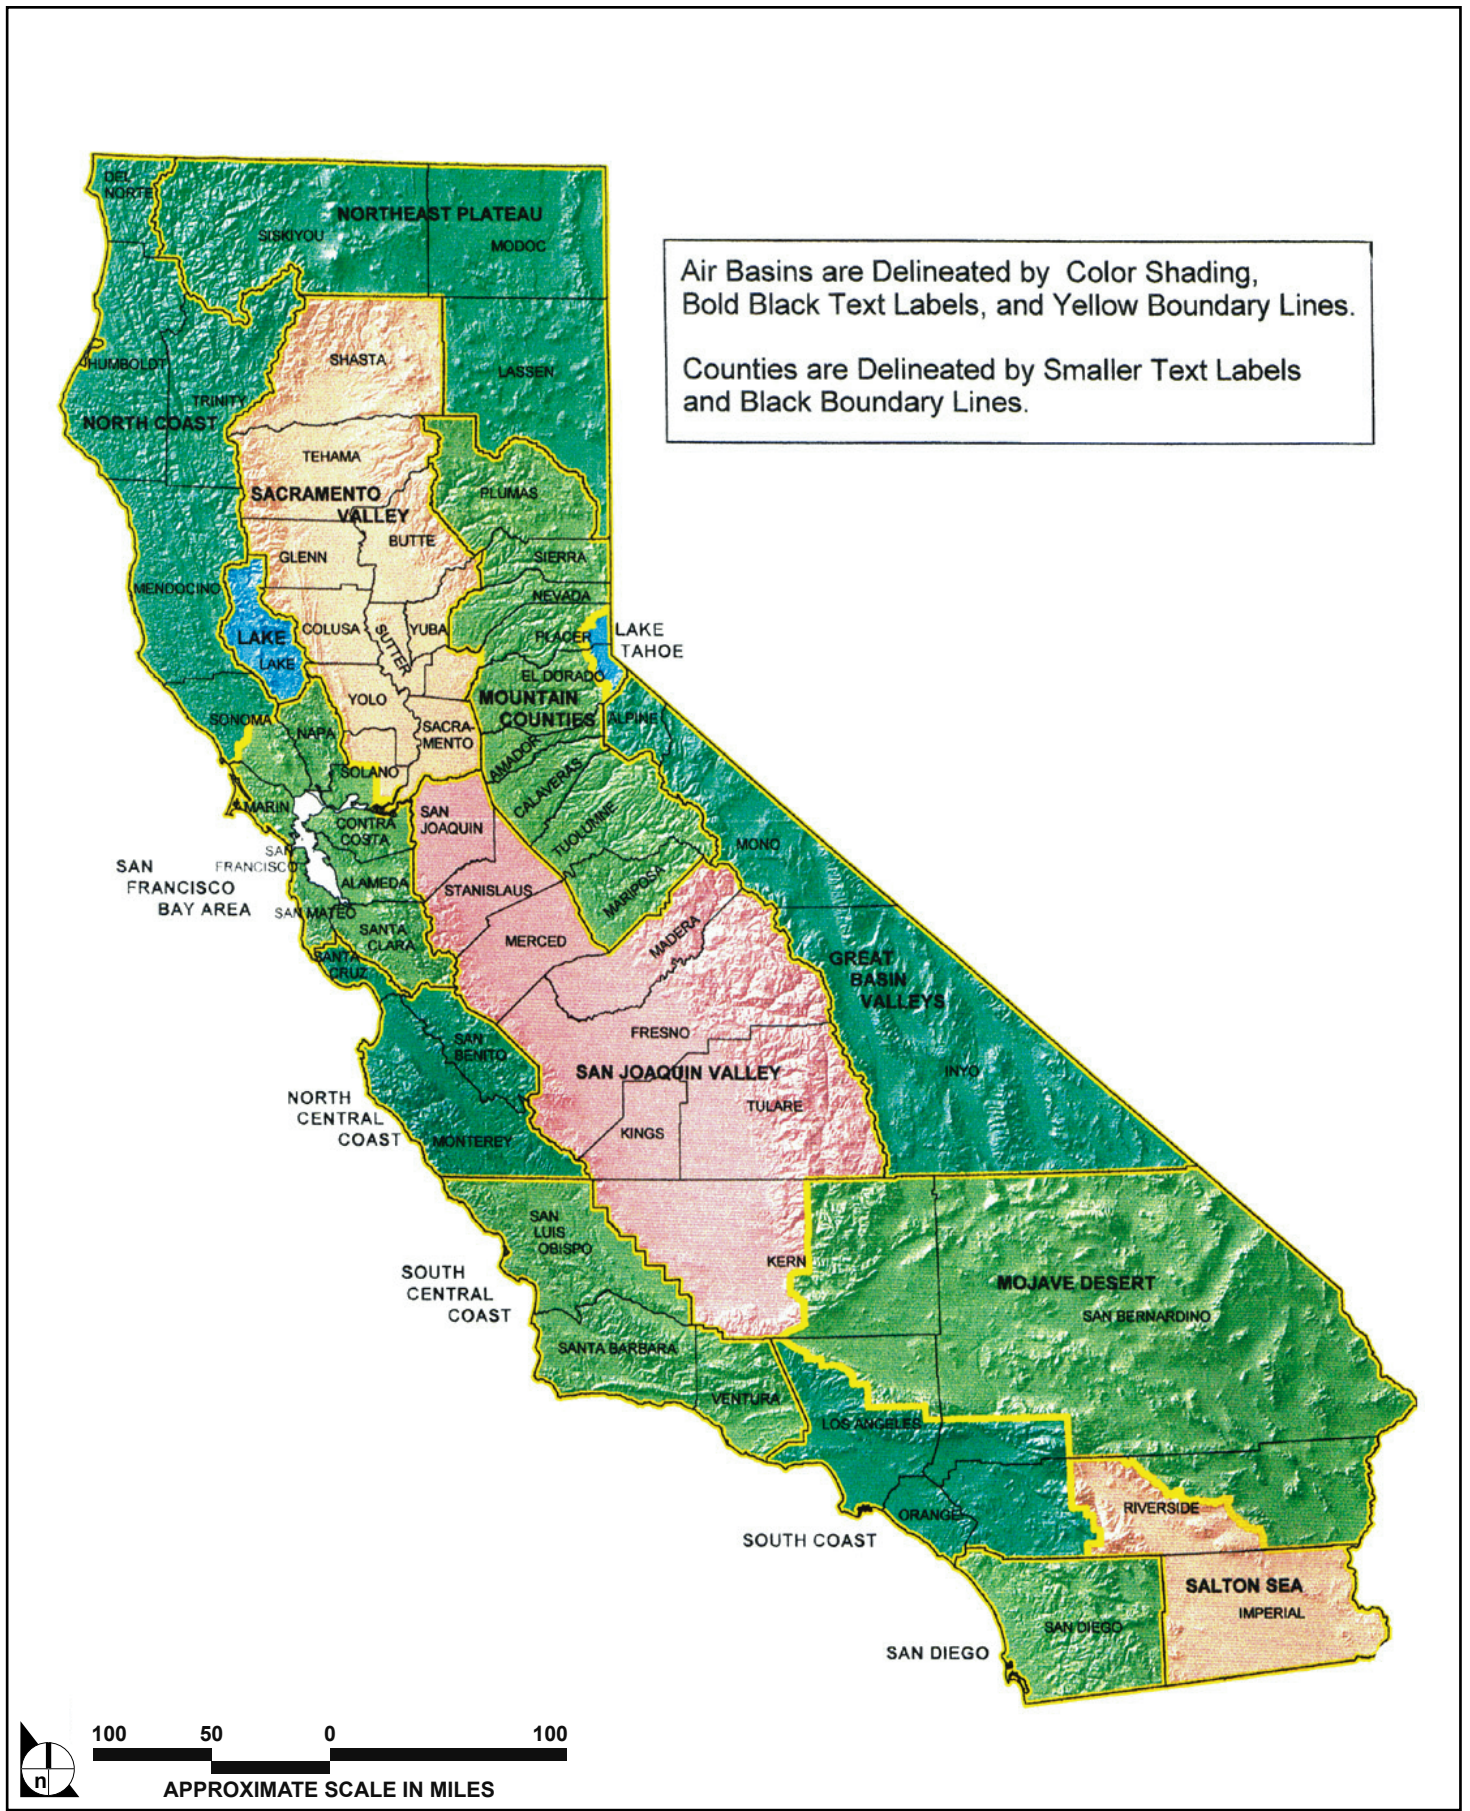 DEL
NORTE
NORTHEAST PLATEAU
SISKIYOU
MODOC
Air Basins are Delineated by Color Shading,
Bold Black Text Labels, and Yellow Boundary Lines.
Counties are Delineated by Smaller Text Labels
and Black Boundary Lines.
HUMBOLDT
SHASTA
LASSEN
TRINITY
NORTH COAST
TEHAMA
SACRAMENTO
VALLEY
PLUMAS
BUTTE
GLENN
SIERRA
MENDOCINO
NEVADA
COLUSA
SUTTER
YUBA
PLACER
LAKE
TAHOE
LAKE
LAKE
EL DORADO
YOLO
MOUNTAIN
COUNTIES
ALPINE
SONOMA
NAPA
SACRA-
MENTO
AMADOR
SOLANO
CALAVERAS
MARIN
CONTRA
COSTA
SAN
JOAQUIN
TUOLUMNE
MONO
SAN
FRANCISCO
SAN
FRANCISCO
BAY AREA
ALAMEDA
STANISLAUS
MARIPOSA
SAN MATEO
SANTA
CLARA
MERCED
MADERA
SANTA
CRUZ
GREAT
BASIN
VALLEYS
SAN
BENITO
FRESNO
SAN JOAQUIN VALLEY
INYO
NORTH
CENTRAL
COAST
TULARE
KINGS
MONTEREY
SAN
LUIS
OBISPO
KERN
SOUTH
CENTRAL
COAST
MOJAVE DESERT
SAN BERNARDINO
SANTA BARBARA
VENTURA
LOS ANGELES
ORANGE
RIVERSIDE
SOUTH COAST
SALTON SEA
IMPERIAL
SAN DIEGO
SAN DIEGO
n
100 50 0 100
APPROXIMATE SCALE IN MILES